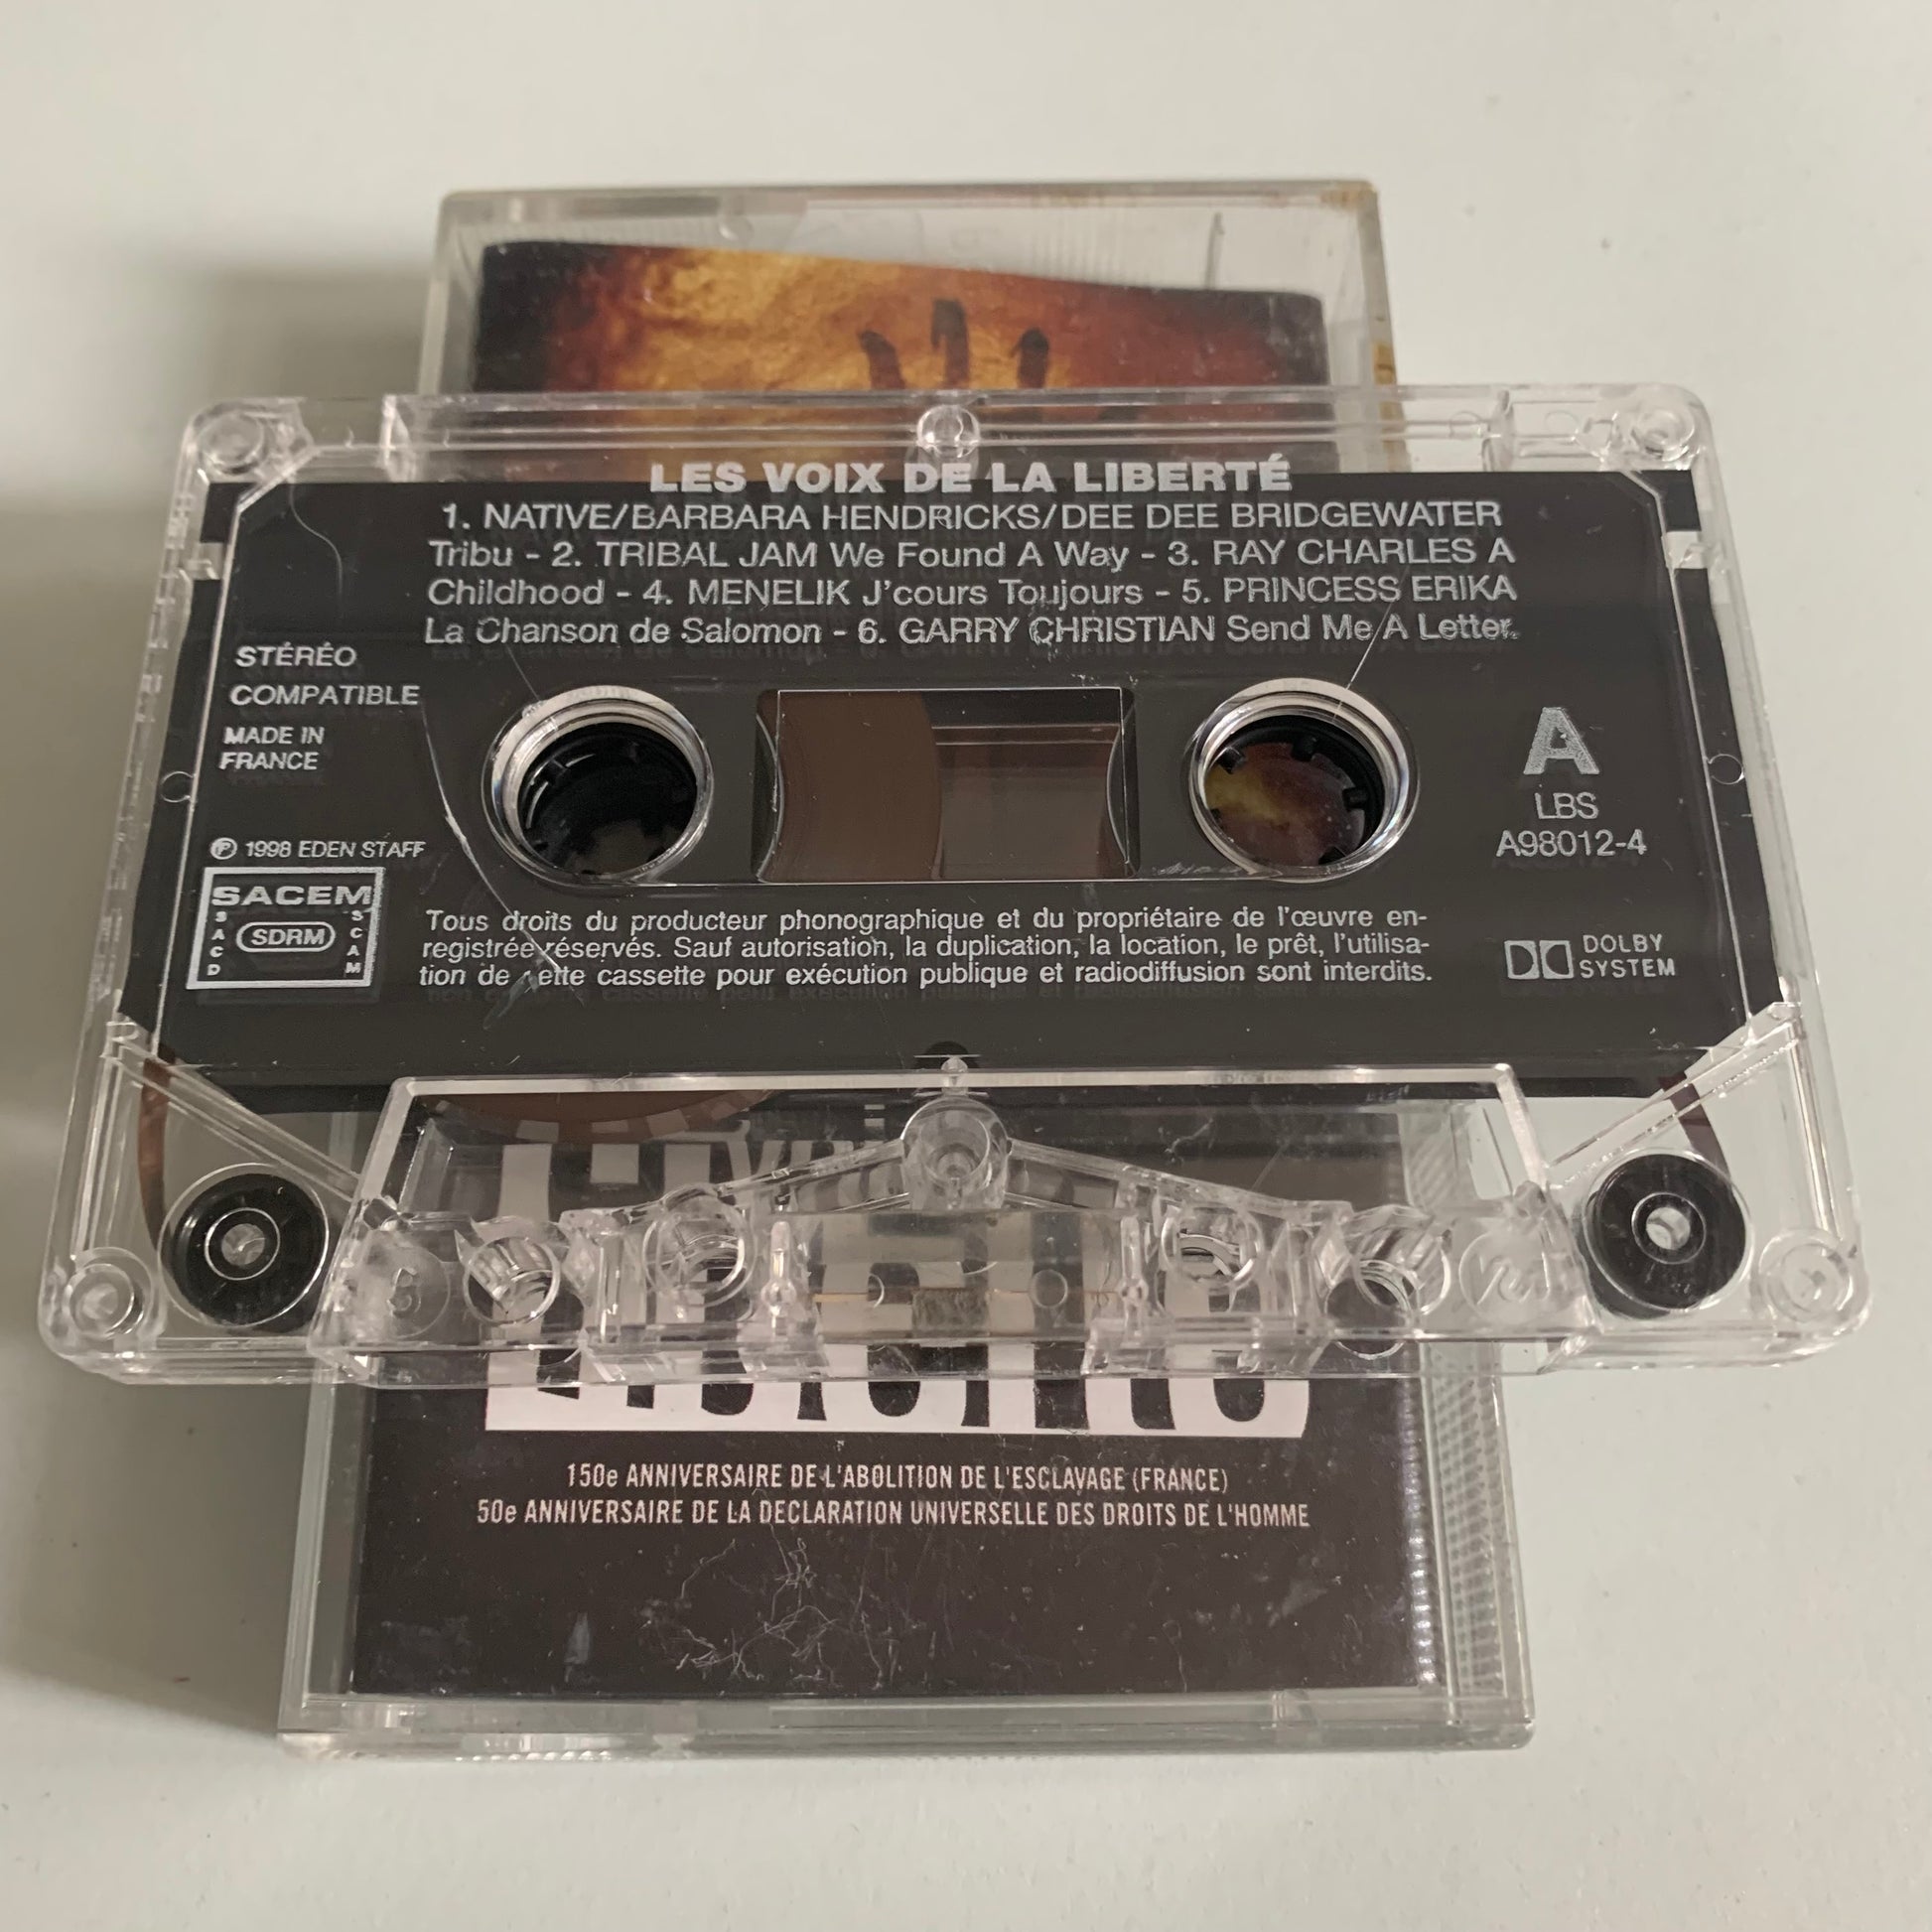 LES VOIX DE LA LIBERTÉ
1. NATIVE/BARBARA HENDRICKS/DEE DEE BRIDGEWATER
Tribu - 2. TRIBAL JAM We Found A Way - 3. RAY CHARLES A
Childhood - 4. MENELIK J'cours Toujours - 5. PRINCESS ERIKA
La Chanson de Salomon - 6. GARRY CHRISTIAN Send Me A Letter.
STÉRÉO
COMPATIBLE
MADE IN
FRANCE
A
LBS
A98012-4
℗ 1998 EDEN STAFF
SACEM
SACD
SDRM
SCAM
Tous droits du producteur phonographique et du propriétaire de l'œuvre en-
registrée réservés. Sauf autorisation, la duplication, la location, le prêt, l'utilisa-
tion de cette cassette pour exécution publique et radiodiffusion sont interdits.
DOLBY
SYSTEM
150e ANNIVERSAIRE DE L'ABOLITION DE L'ESCLAVAGE (FRANCE)
50e ANNIVERSAIRE DE LA DECLARATION UNIVERSELLE DES DROITS DE L'HOMME